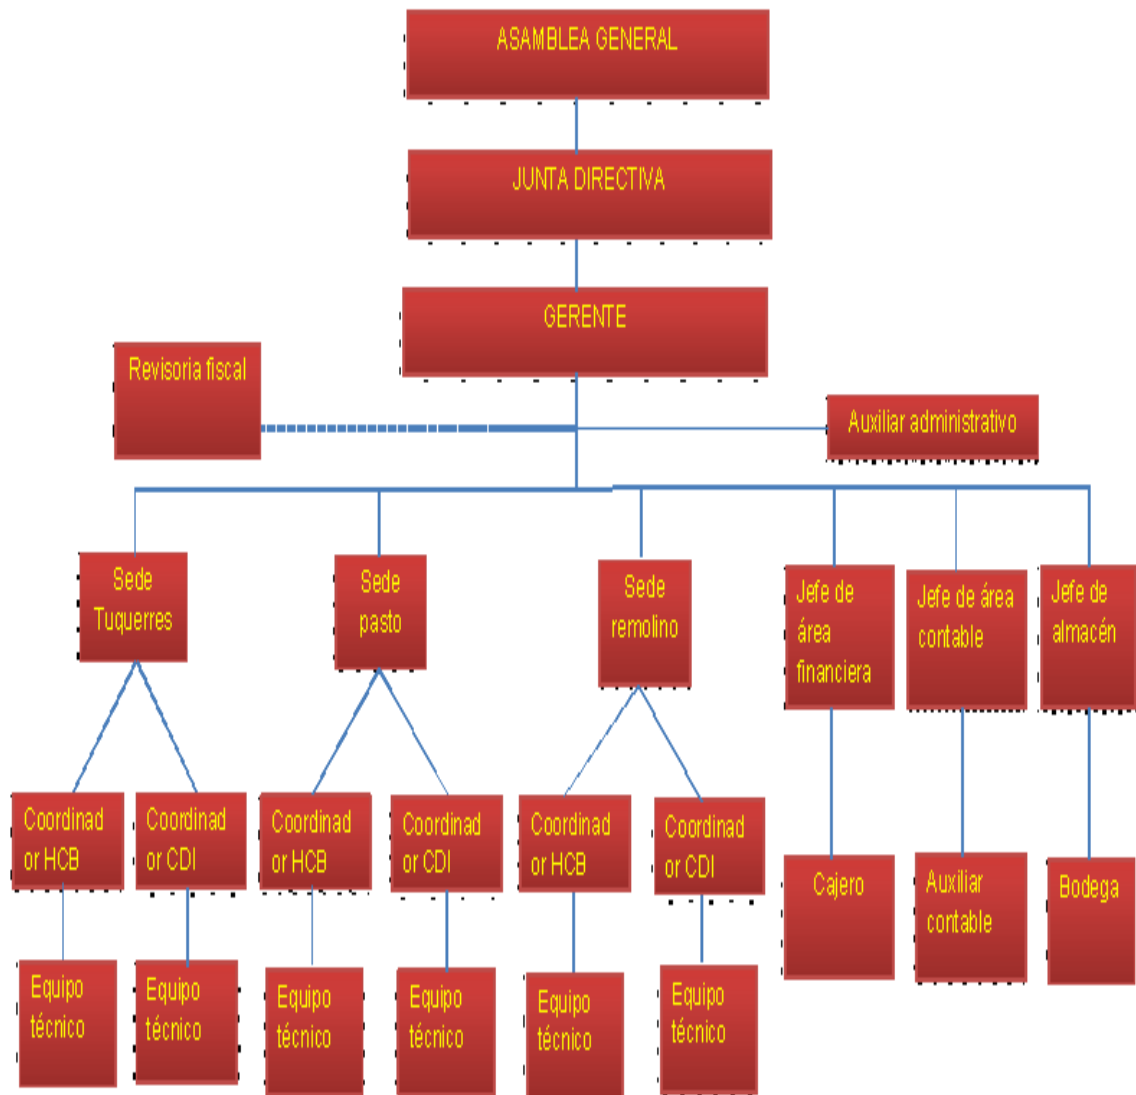 ASAMBLEA GENERAL
JUNTA DIRECTIVA
GERENTE
Revisoria fiscal
Auxiliar administrativo
Sede
Tuquerres
Sede
pasto
Sede
remolino
Jefe de
área
financiera
Jefe de área
contable
Jefe de
almacén
Coordinad
or HCB
Coordinad
or CDI
Coordinad
or HCB
Coordinad
or CDI
Coordinad
or HCB
Coordinad
or CDI
Cajero
Auxiliar
contable
Bodega
Equipo
técnico
Equipo
técnico
Equipo
técnico
Equipo
técnico
Equipo
técnico
Equipo
técnico